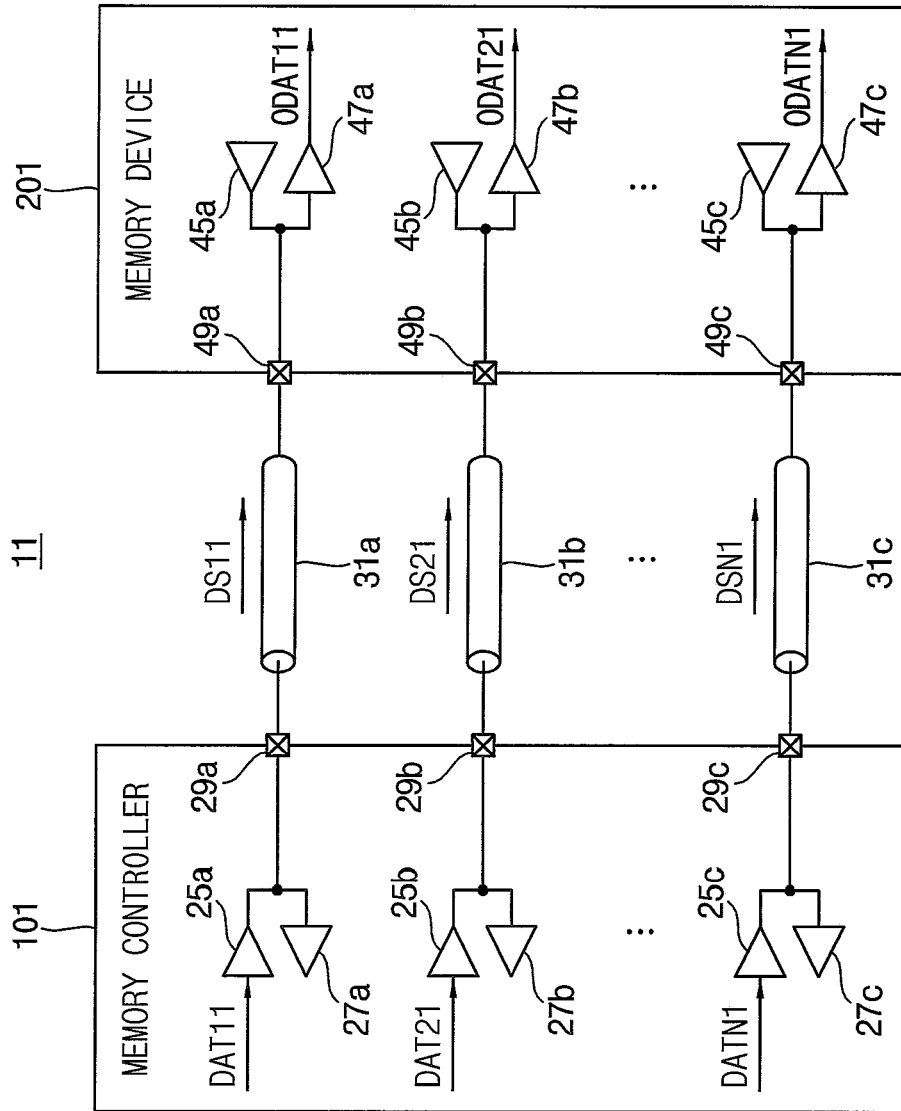 11
101
MEMORY CONTROLLER
201
MEMORY DEVICE
DAT11
25a
27a
29a
DS11
31a
49a
45a
47a
ODAT11
DAT21
25b
27b
29b
DS21
31b
49b
45b
47b
ODAT21
...
...
...
DATN1
25c
27c
29c
DSN1
31c
49c
45c
47c
ODATN1